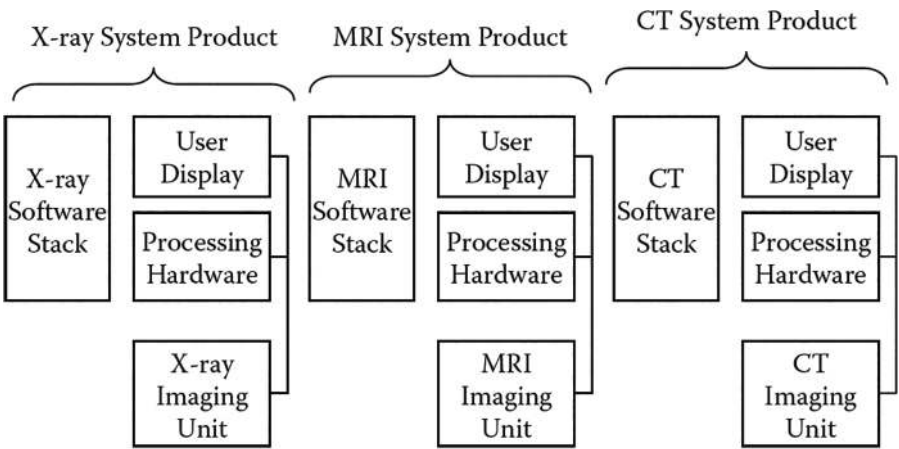 X-ray System Product
MRI System Product
CT System Product
X-ray
Software
Stack
User
Display
Processing
Hardware
X-ray
Imaging
Unit
MRI
Software
Stack
User
Display
Processing
Hardware
MRI
Imaging
Unit
CT
Software
Stack
User
Display
Processing
Hardware
CT
Imaging
Unit